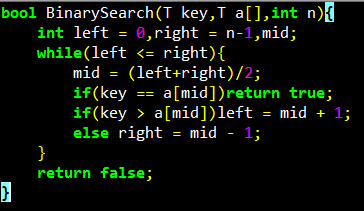 bool BinarySearch(T key,T a[],int n){
    int left = 0,right = n-1,mid;
    while(left <= right){
        mid = (left+right)/2;
        if(key == a[mid])return true;
        if(key > a[mid])left = mid + 1;
        else right = mid - 1;
    }
    return false;
}